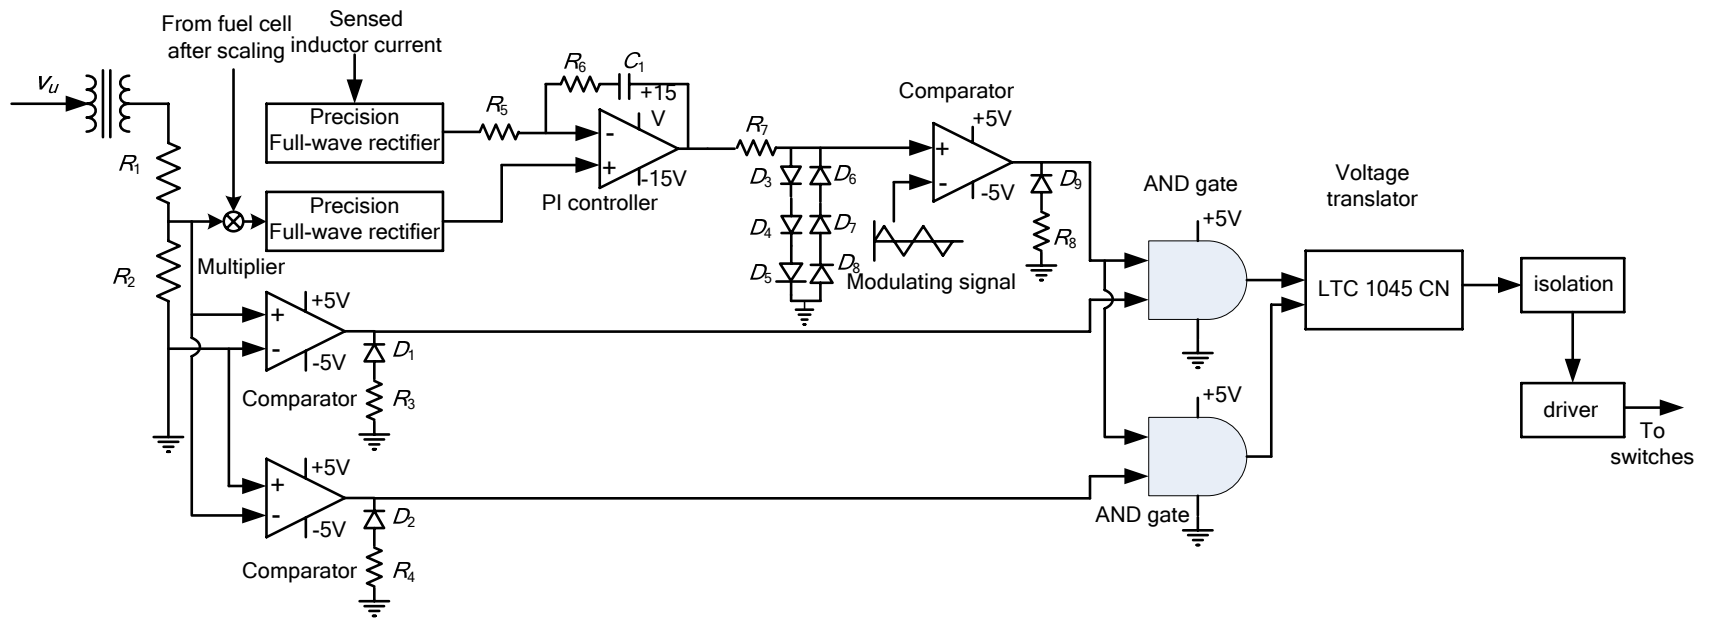 From fuel cell
after scaling
Sensed
inductor current
vu
R1
R2
Precision
Full-wave rectifier
Precision
Full-wave rectifier
Multiplier
R5
R6
C1
+15
V
-
+
-15V
PI controller
R7
D3
D4
D5
D6
D7
D8
Comparator
+5V
+
-
-5V
Modulating signal
D9
R8
+5V
+
-
-5V
Comparator
D1
R3
+5V
+
-
-5V
Comparator
D2
R4
AND gate
+5V
+5V
AND gate
Voltage
translator
LTC 1045 CN
isolation
driver
To
switches